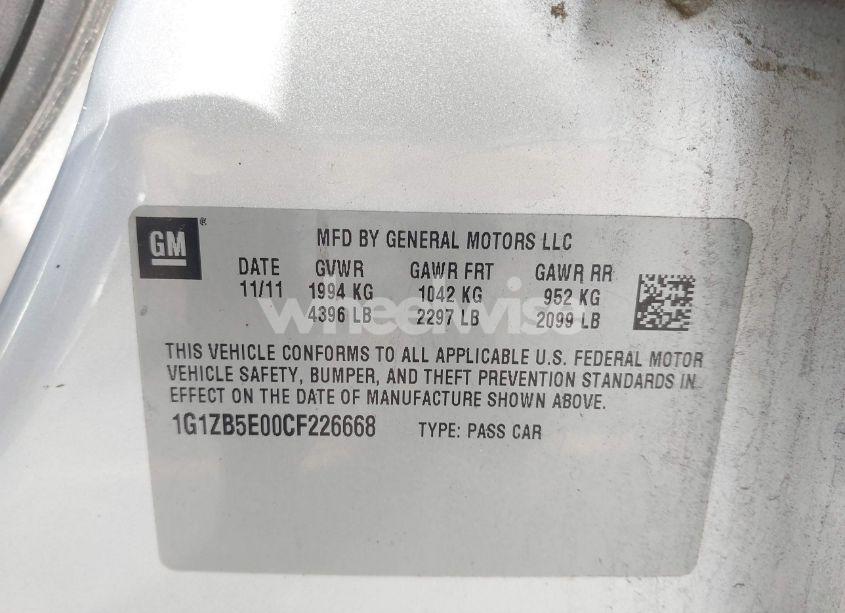 GM®
MFD BY GENERAL MOTORS LLC
DATE GVWR GAWR FRT GAWR RR
11/11 1994 KG 1042 KG 952 KG
4396 LB 2297 LB 2099 LB
wheelwise
THIS VEHICLE CONFORMS TO ALL APPLICABLE U.S. FEDERAL MOTOR
VEHICLE SAFETY, BUMPER, AND THEFT PREVENTION STANDARDS IN
EFFECT ON THE DATE OF MANUFACTURE SHOWN ABOVE.
1G1ZB5E00CF226668 TYPE: PASS CAR